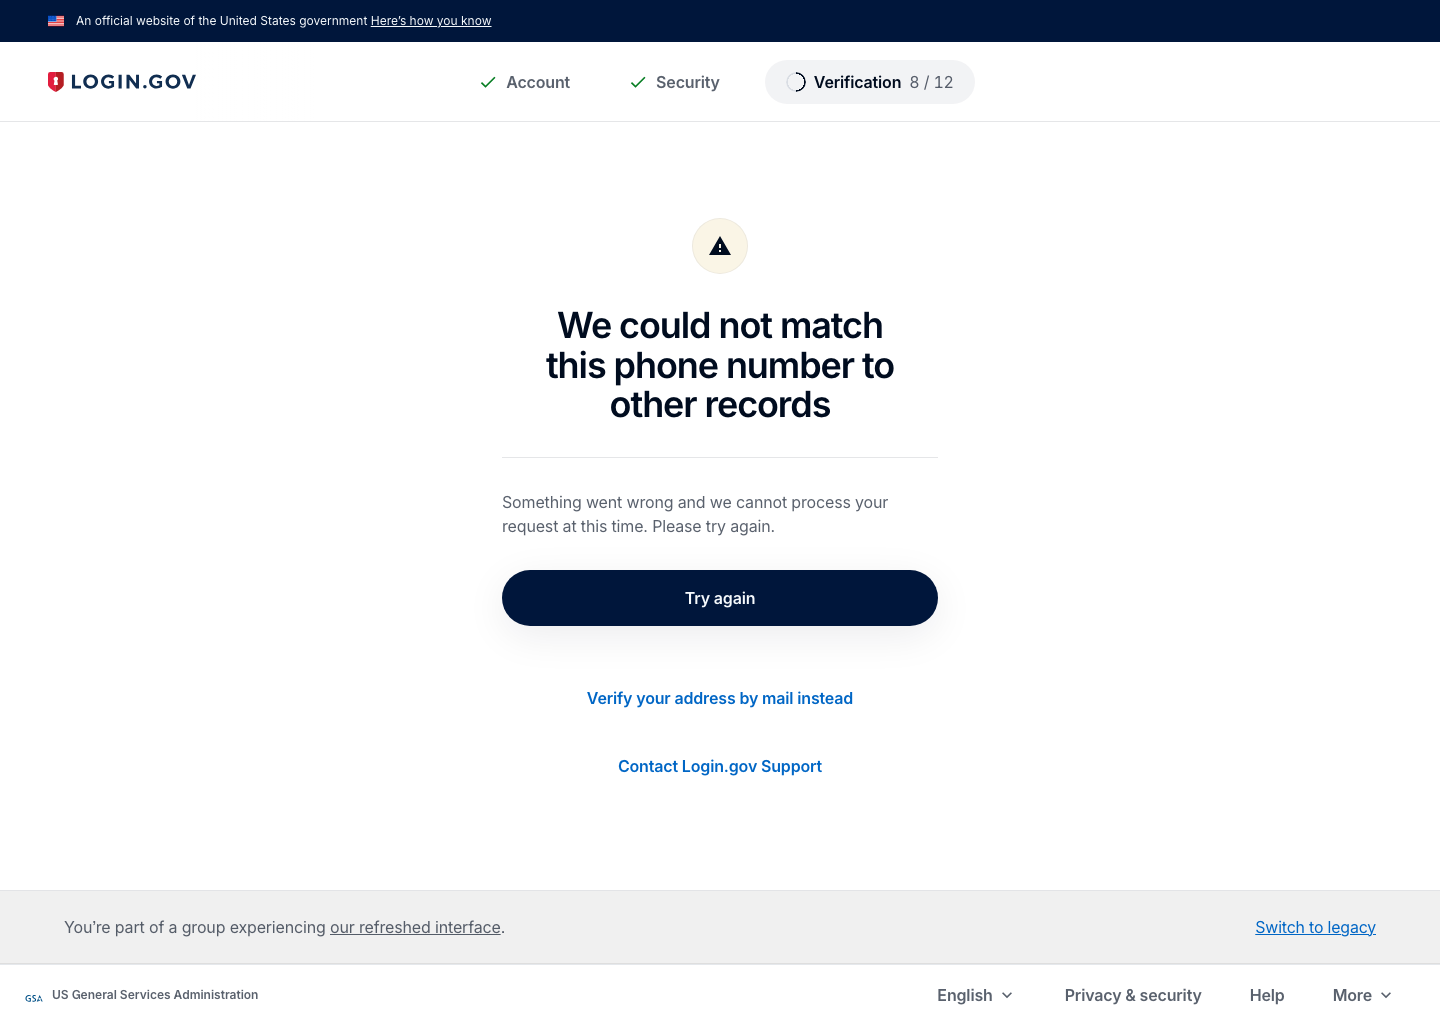 An official website of the United States government Here’s how you know
LOGIN.GOV
Account
Security
Verification 8 / 12
We could not match
this phone number to
other records
Something went wrong and we cannot process your
request at this time. Please try again.
Try again
Verify your address by mail instead
Contact Login.gov Support
You’re part of a group experiencing our refreshed interface.
Switch to legacy
GSA US General Services Administration
English
Privacy & security
Help
More